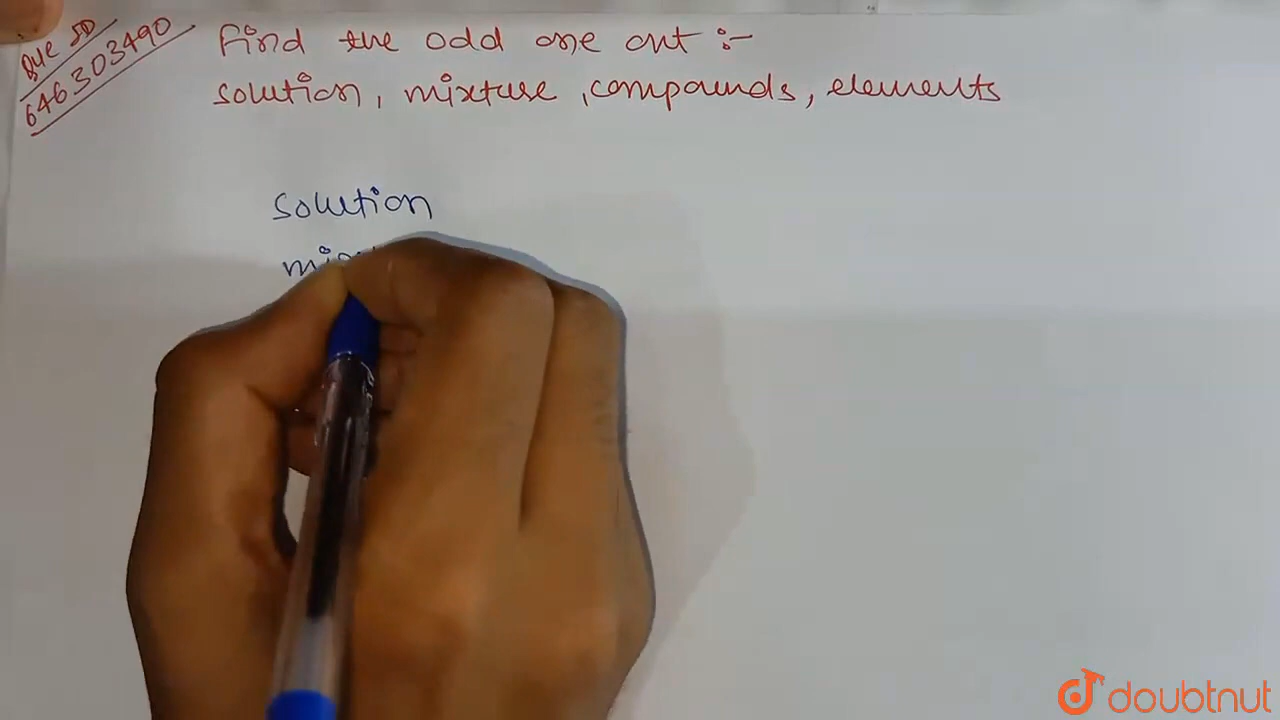 Que ID
646303490
Find the odd one out :-
solution, mixture, compounds, elements
solution
doubtnut